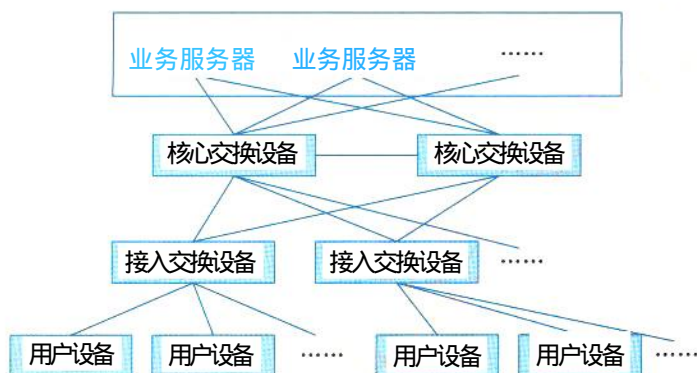 业务服务器 业务服务器 ……
核心交换设备 核心交换设备
接入交换设备 接入交换设备 ……
用户设备 用户设备 …… 用户设备 用户设备 ……